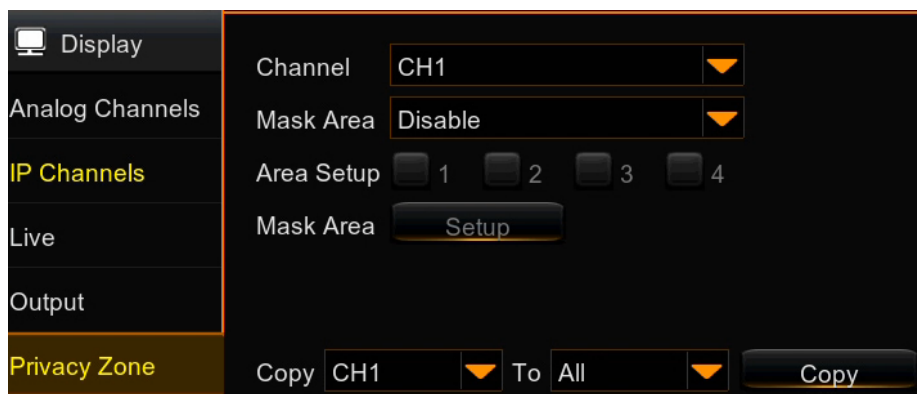 Display
Analog Channels
IP Channels
Live
Output
Privacy Zone
Channel CH1
Mask Area Disable
Area Setup 1 2 3 4
Mask Area Setup
Copy CH1 To All Copy